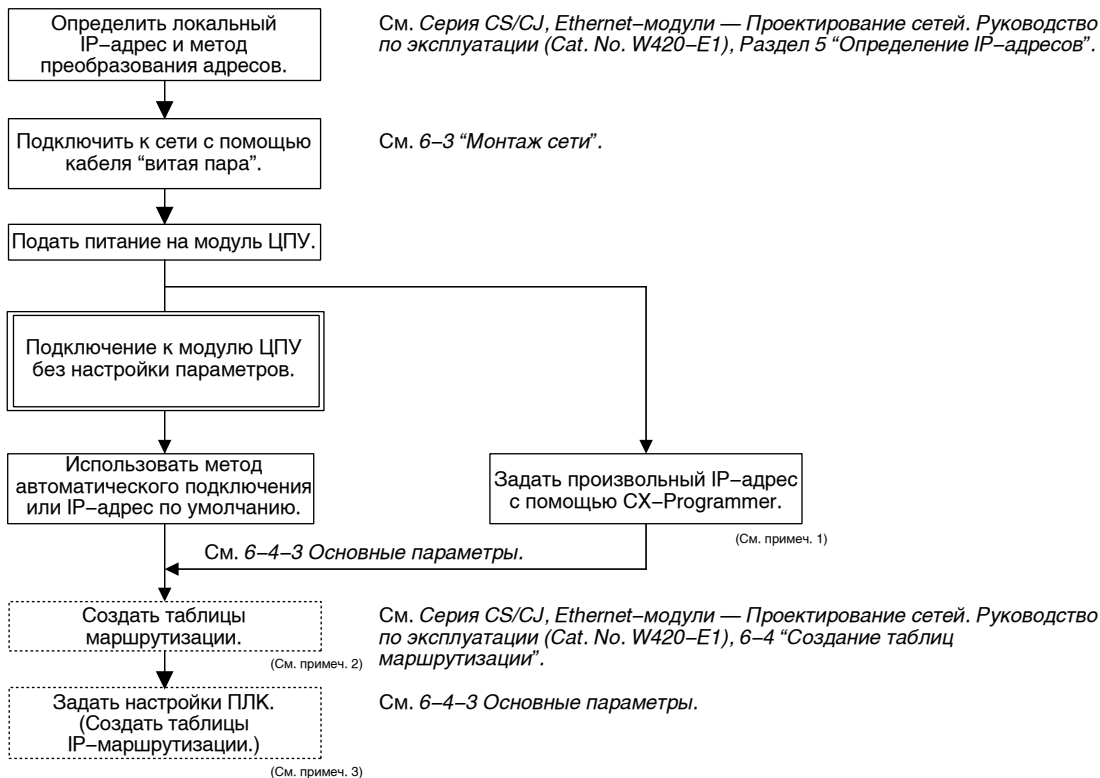 Определить локальный
IP–адрес и метод
преобразования адресов.
См. Серия CS/CJ, Ethernet–модули — Проектирование сетей. Руководство
по эксплуатации (Cat. No. W420–E1), Раздел 5 “Определение IP–адресов”.
Подключить к сети с помощью
кабеля “витая пара”.
См. 6–3 “Монтаж сети”.
Подать питание на модуль ЦПУ.
Подключение к модулю ЦПУ
без настройки параметров.
Использовать метод
автоматического подключения
или IP–адрес по умолчанию.
Задать произвольный IP–адрес
с помощью CX–Programmer.
(См. примеч. 1)
См. 6–4–3 Основные параметры.
Создать таблицы
маршрутизации.
(См. примеч. 2)
См. Серия CS/CJ, Ethernet–модули — Проектирование сетей. Руководство
по эксплуатации (Cat. No. W420–E1), 6–4 “Создание таблиц
маршрутизации”.
Задать настройки ПЛК.
(Создать таблицы
IP–маршрутизации.)
(См. примеч. 3)
См. 6–4–3 Основные параметры.